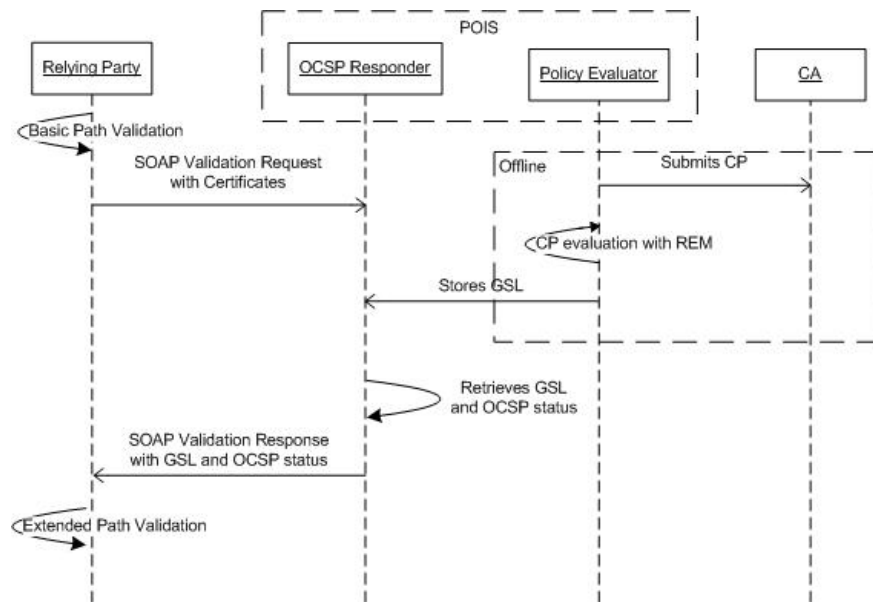 POIS
Relying Party
OCSP Responder
Policy Evaluator
CA
Basic Path Validation
SOAP Validation Request
with Certificates
Offline
Submits CP
CP evaluation with REM
Stores GSL
Retrieves GSL
and OCSP status
SOAP Validation Response
with GSL and OCSP status
Extended Path Validation